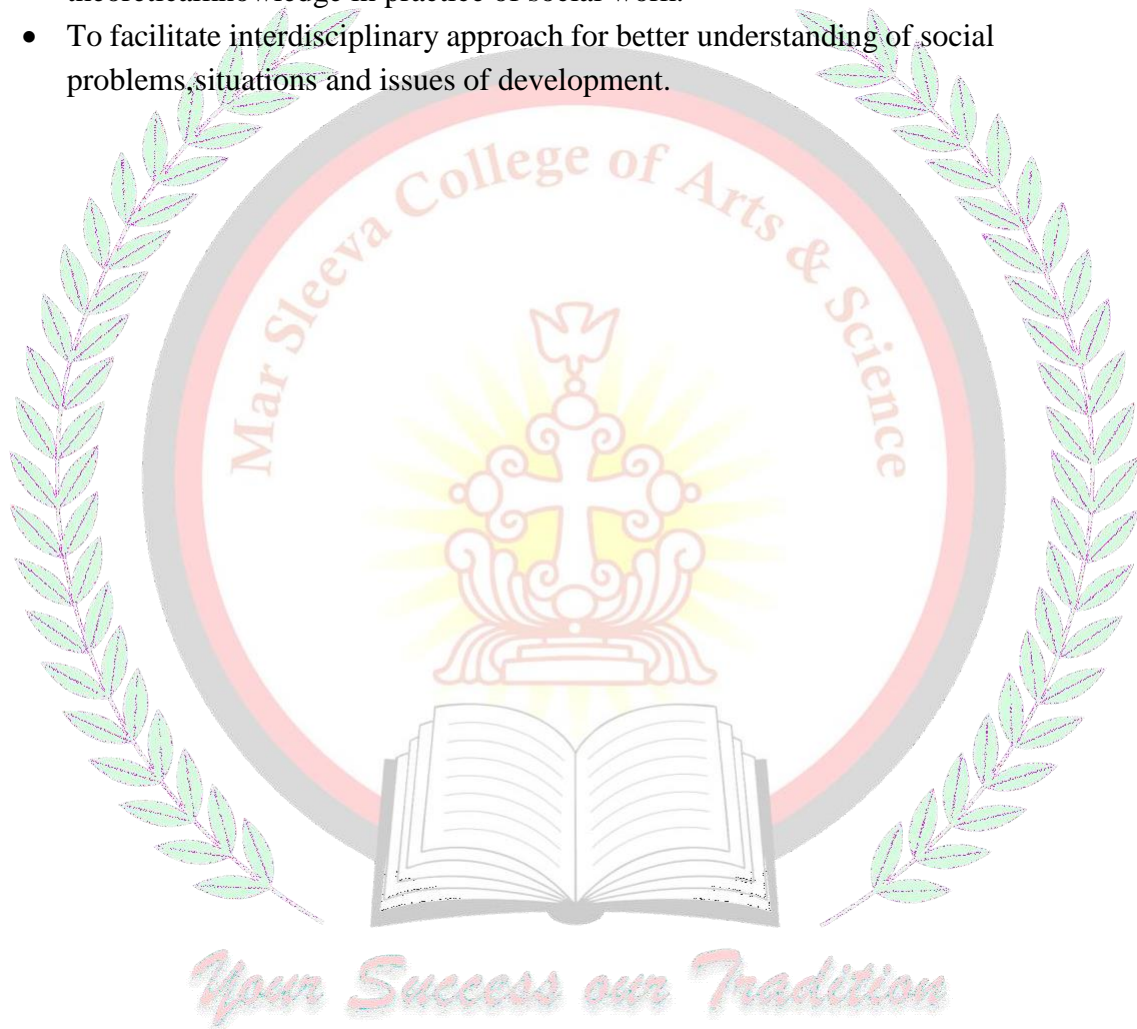 theoreticalknowledge in practice of social work.
• To facilitate interdisciplinary approach for better understanding of social
problems,situations and issues of development.
Mar Sleeva College of Arts & Science
Your Success our Tradition